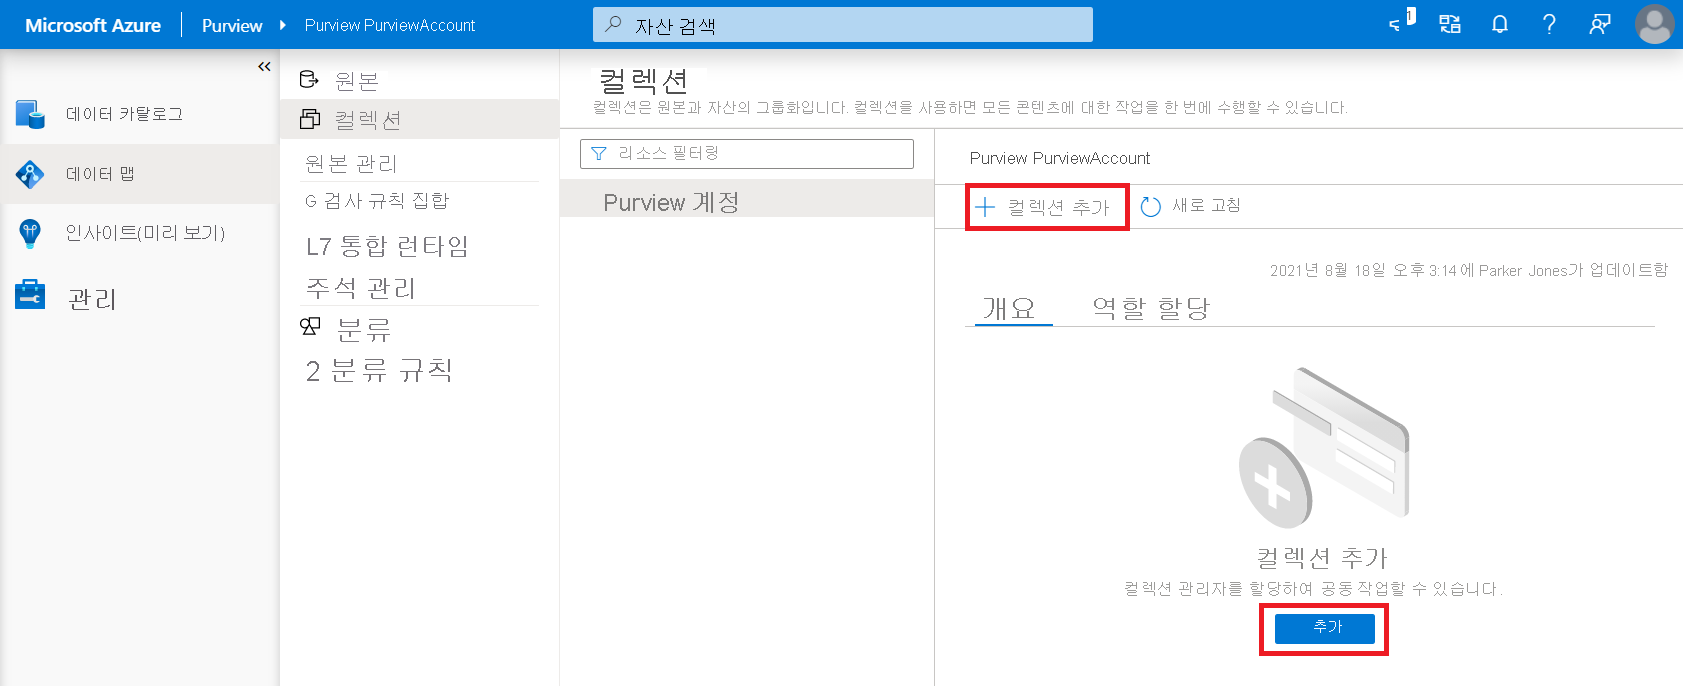 Microsoft Azure
Purview
Purview PurviewAccount
자산 검색
1
데이터 카탈로그
데이터 맵
인사이트(미리 보기)
관리
원본
컬렉션
원본 관리
G 검사 규칙 집합
L7 통합 런타임
주석 관리
분류
2 분류 규칙
컬렉션
컬렉션은 원본과 자산의 그룹화입니다. 컬렉션을 사용하면 모든 콘텐츠에 대한 작업을 한 번에 수행할 수 있습니다.
리소스 필터링
Purview 계정
Purview PurviewAccount
컬렉션 추가
새로 고침
2021년 8월 18일 오후 3:14에 Parker Jones가 업데이트함
개요
역할 할당
컬렉션 추가
컬렉션 관리자를 할당하여 공동 작업할 수 있습니다.
추가